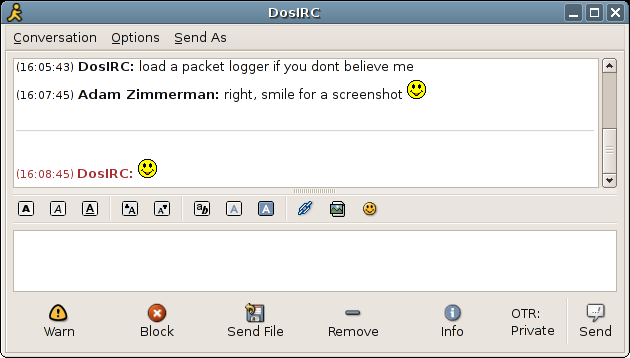 DosIRC
Conversation Options Send As
(16:05:43) DosIRC: load a packet logger if you dont believe me
(16:07:45) Adam Zimmerman: right, smile for a screenshot
(16:08:45) DosIRC:
A A A A A ab A A
Warn Block Send File Remove Info OTR: Private Send